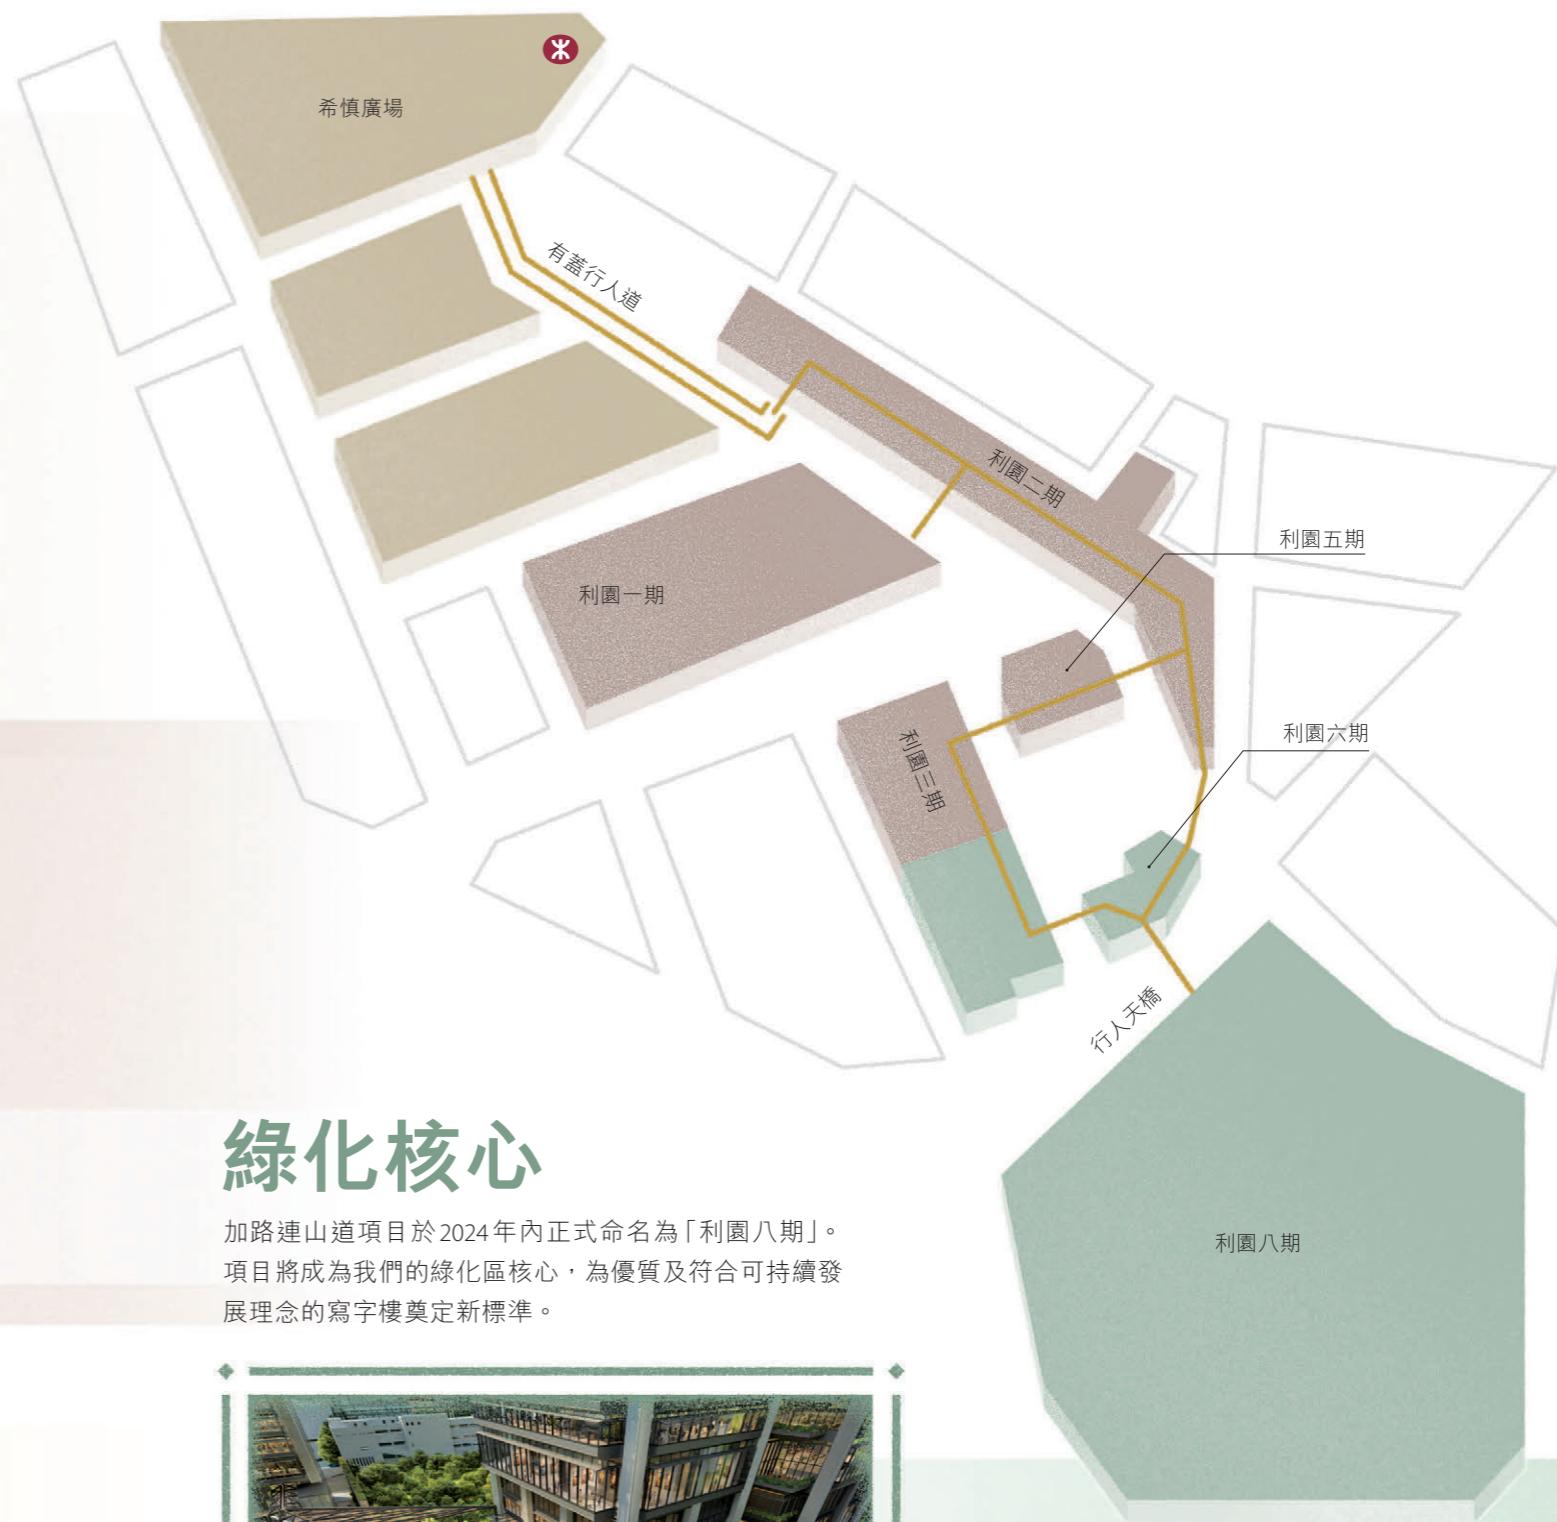 希慎廣場
有蓋行人道
利園二期
利園五期
利園一期
利園六期
利園三期
行人天橋
利園八期
綠化核心
加路連山道項目於2024年內正式命名為「利園八期」。
項目將成為我們的綠化區核心，為優質及符合可持續發
展理念的寫字樓奠定新標準。